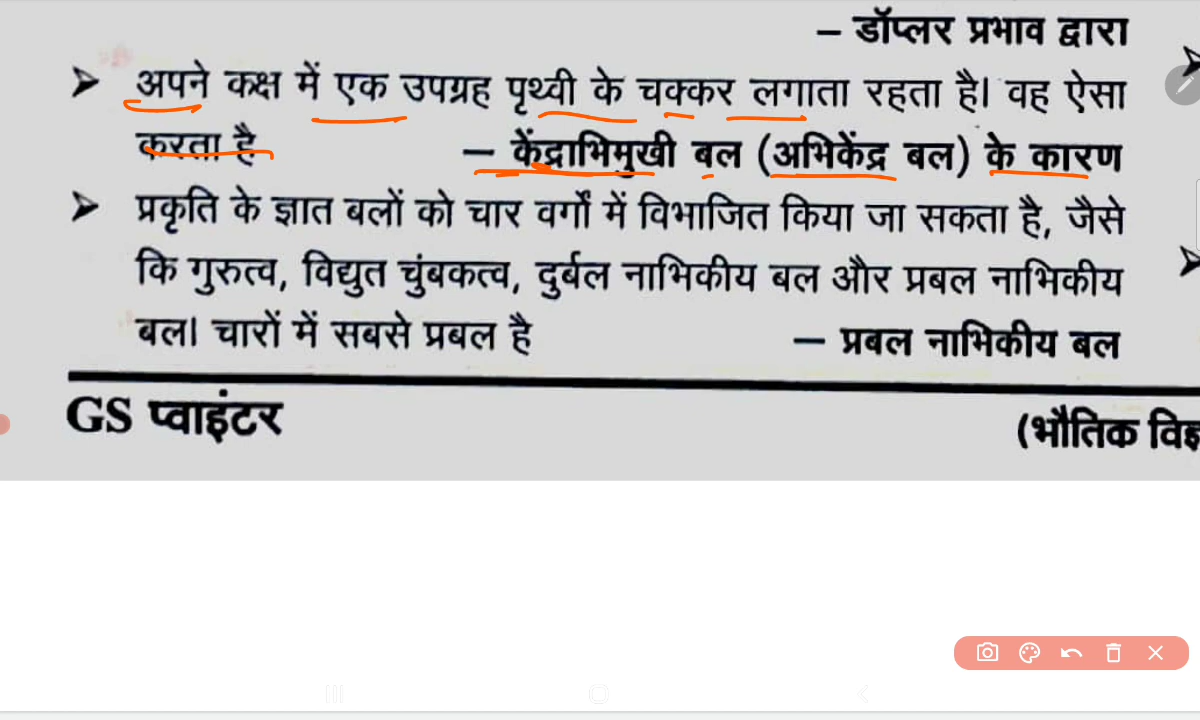 – डॉप्लर प्रभाव द्वारा
➤ अपने कक्ष में एक उपग्रह पृथ्वी के चक्कर लगाता रहता है। वह ऐसा
करता है – केंद्राभिमुखी बल (अभिकेंद्र बल) के कारण
➤ प्रकृति के ज्ञात बलों को चार वर्गों में विभाजित किया जा सकता है, जैसे
कि गुरुत्व, विद्युत चुंबकत्व, दुर्बल नाभिकीय बल और प्रबल नाभिकीय
बल। चारों में सबसे प्रबल है – प्रबल नाभिकीय बल
GS प्वाइंटर
(भौतिक